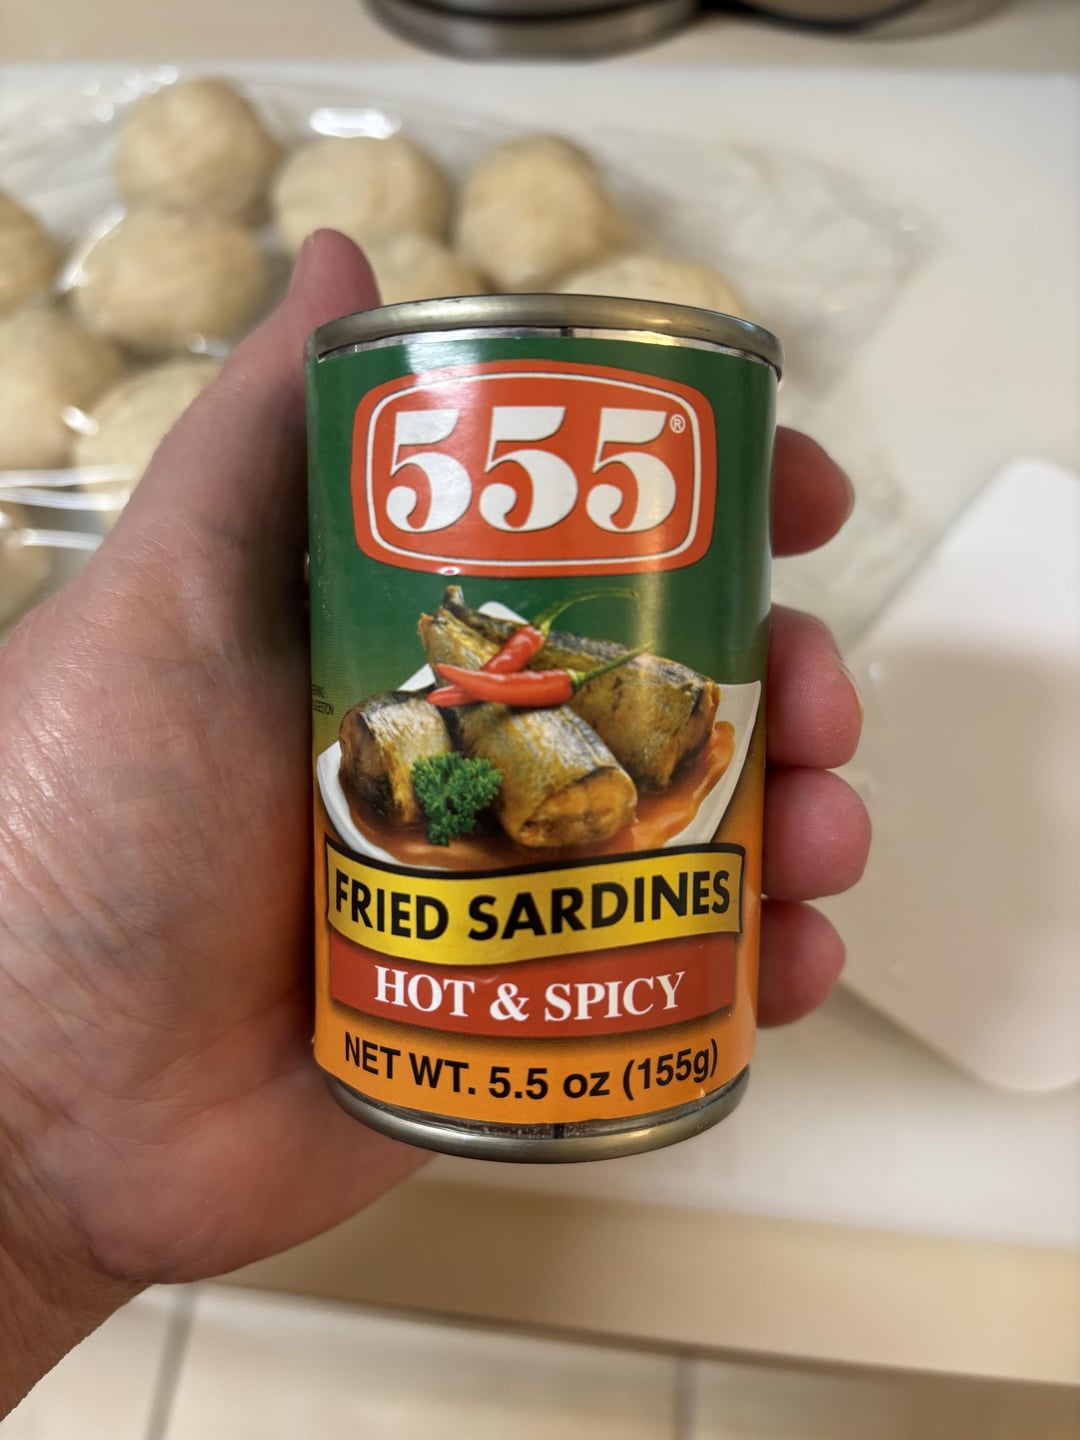 555®
FRIED SARDINES
HOT & SPICY
NET WT. 5.5 oz (155g)